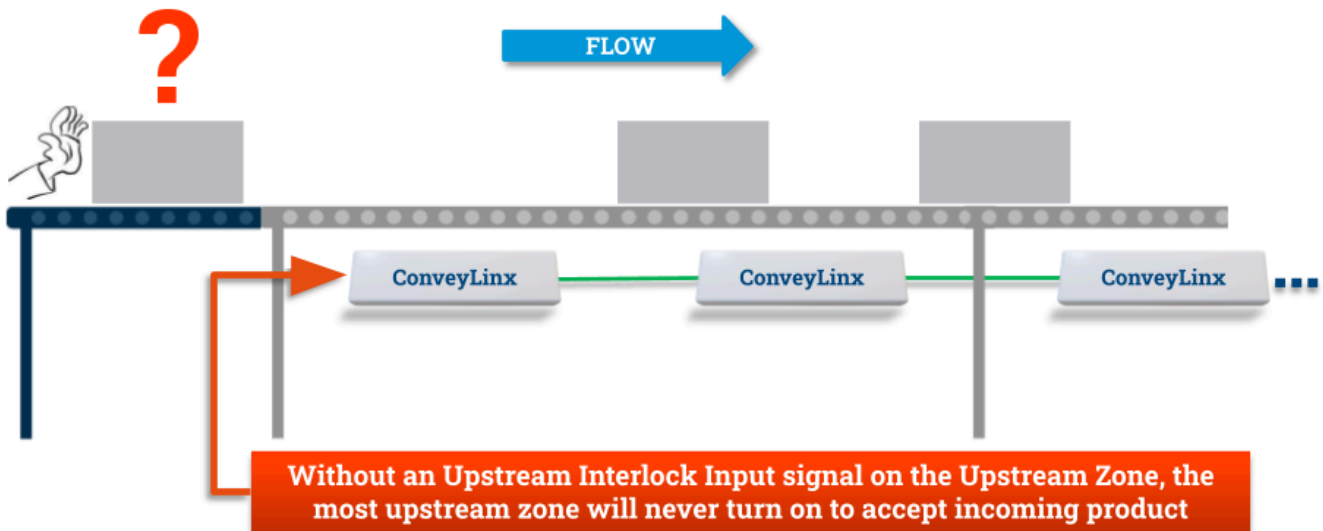 ?
FLOW
ConveyLinx
ConveyLinx
ConveyLinx
Without an Upstream Interlock Input signal on the Upstream Zone, the
most upstream zone will never turn on to accept incoming product